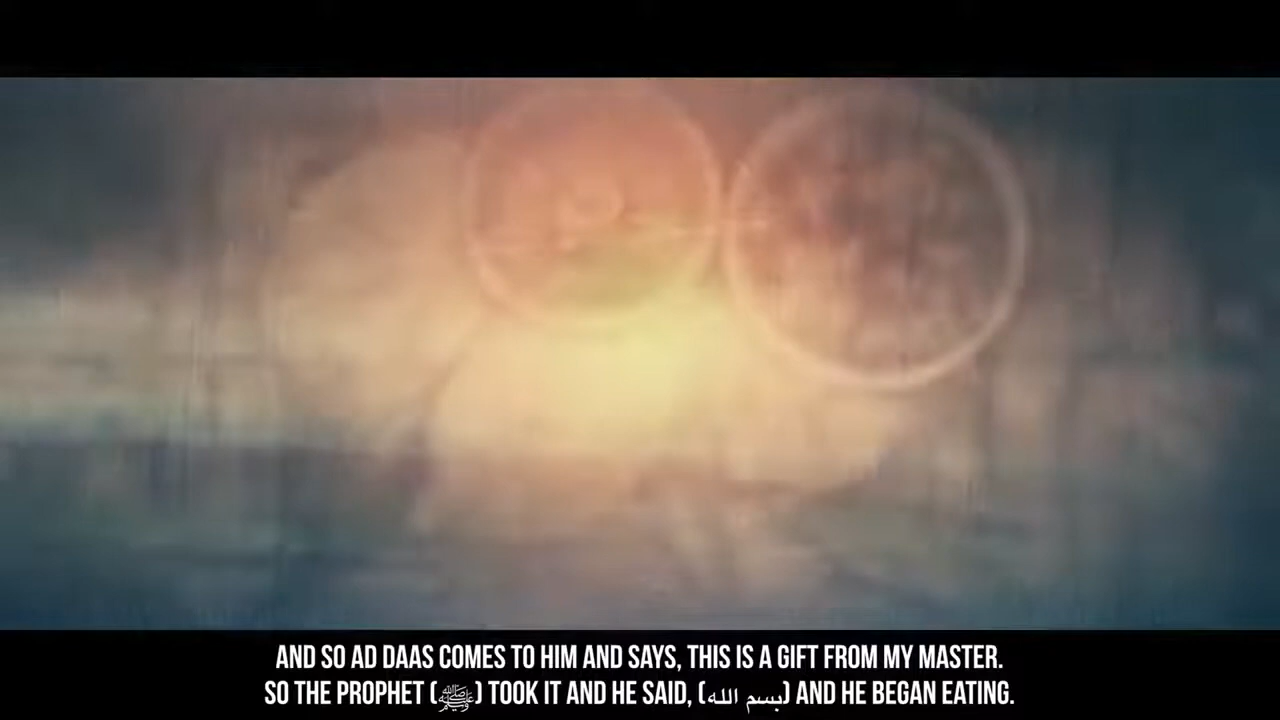 AND SO AD DAAS COMES TO HIM AND SAYS, THIS IS A GIFT FROM MY MASTER.
SO THE PROPHET (ﷺ) TOOK IT AND HE SAID, (بسم الله) AND HE BEGAN EATING.